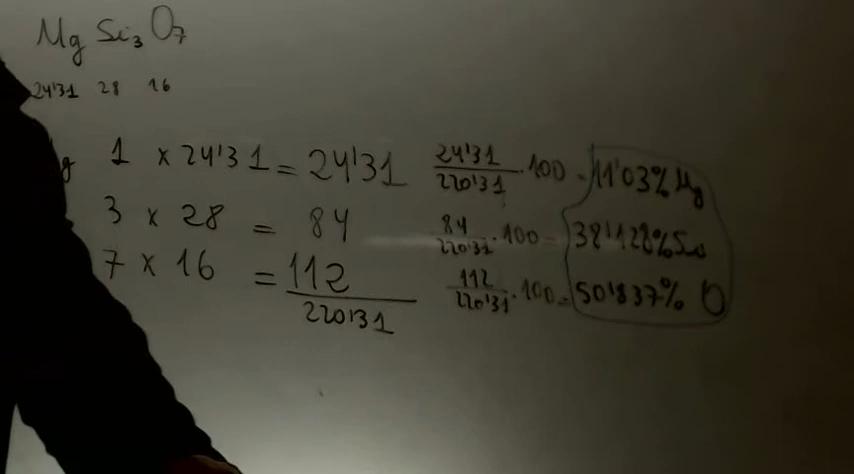 Mg Si₃ O₇
24'31 28 16
g 1 x 24'31 = 24'31 24'31/220'31 · 100 = 11'03% Mg
3 x 28 = 84 84/220'31 · 100 = 38'128% Si
7 x 16 = 112 112/220'31 · 100 = 50'837% O
220'31